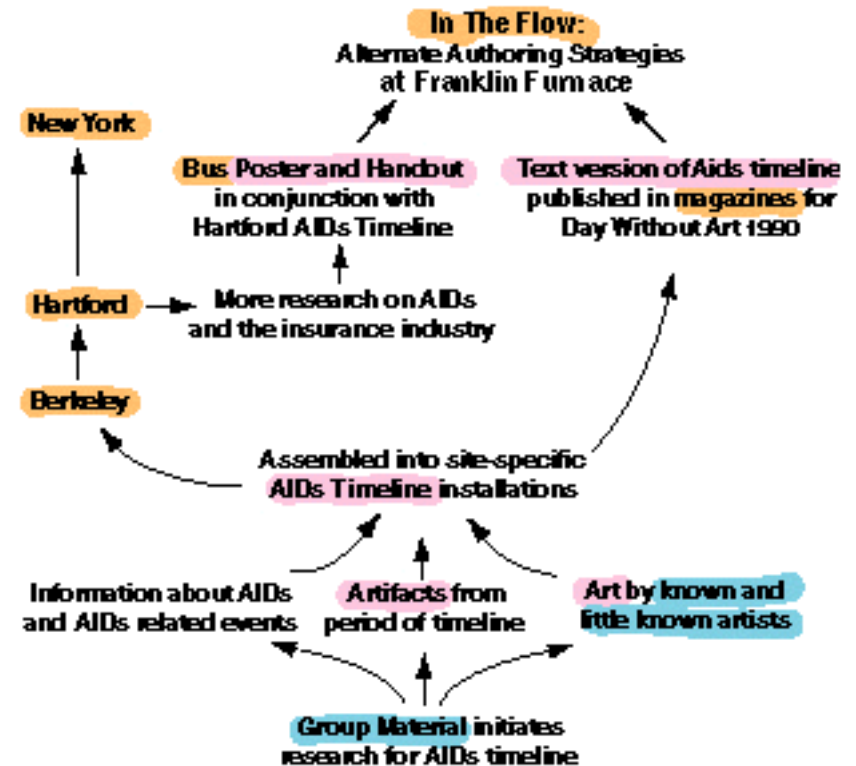 In The Flow:
Alternate Authoring Strategies
at Franklin Furnace
New York
Bus Poster and Handout
in conjunction with
Hartford AIDs Timeline
Text version of Aids timeline
published in magazines for
Day Without Art 1990
Hartford
More research on AIDs
and the insurance industry
Berkeley
Assembled into site-specific
AIDs Timeline installations
Information about AIDs
and AIDs related events
Artifacts from
period of timeline
Art by known and
little known artists
Group Material initiates
research for AIDs timeline